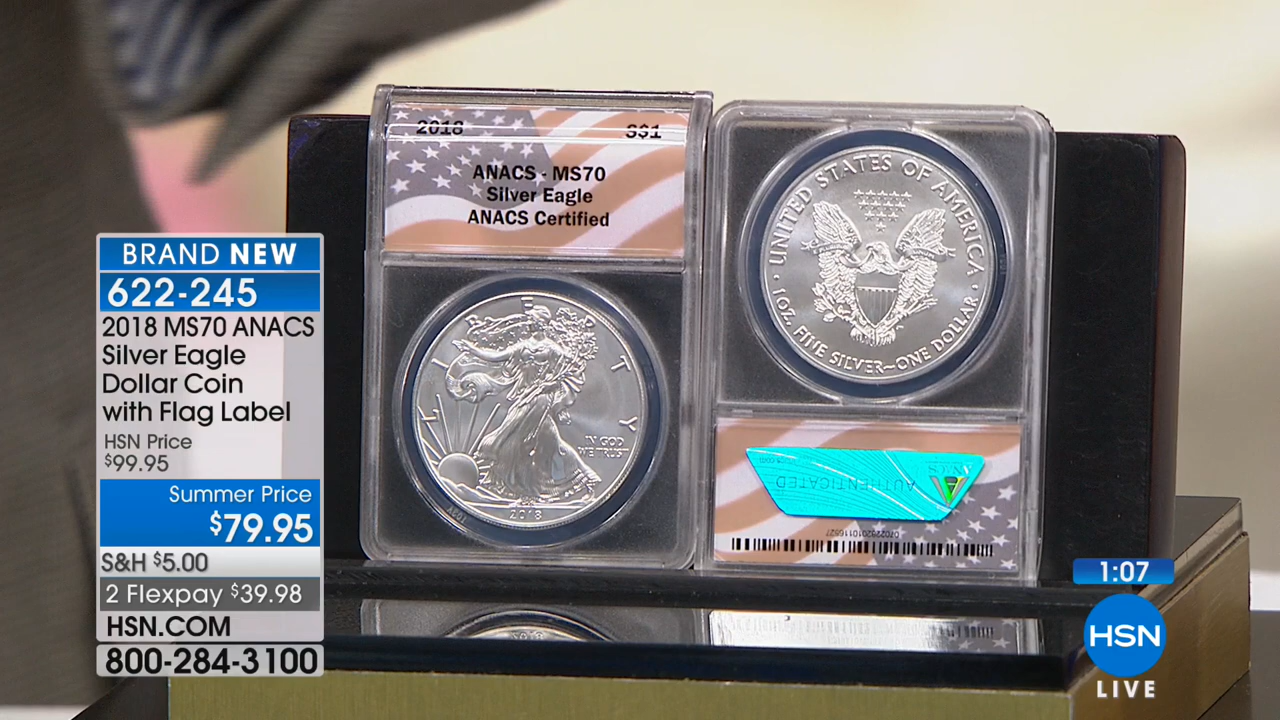 BRAND NEW
622-245
2018 MS70 ANACS
Silver Eagle
Dollar Coin
with Flag Label
HSN Price
$99.95
Summer Price
$79.95
S&H $5.00
2 Flexpay $39.98
HSN.COM
800-284-3100
2018 S$1
ANACS - MS70
Silver Eagle
ANACS Certified
LIBERTY
IN GOD
WE TRUST
2018
UNITED STATES OF AMERICA
1 OZ. FINE SILVER~ONE DOLLAR
AUTHENTICATED
ANACS
1:07
HSN
LIVE